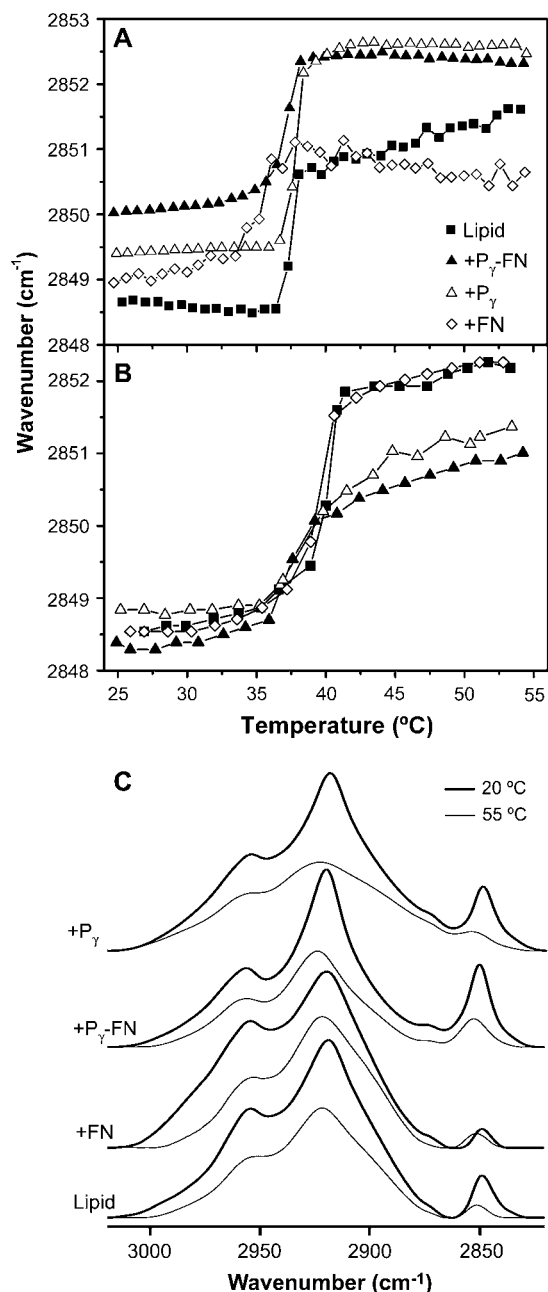 A
2853
2852
2851
2850
2849
2848
Lipid
+Pγ-FN
+Pγ
+FN
Wavenumber (cm⁻¹)
B
2852
2851
2850
2849
2848
25 30 35 40 45 50 55
Temperature (ºC)
C
20 ºC
55 ºC
+Pγ
+Pγ-FN
+FN
Lipid
3000 2950 2900 2850
Wavenumber (cm⁻¹)